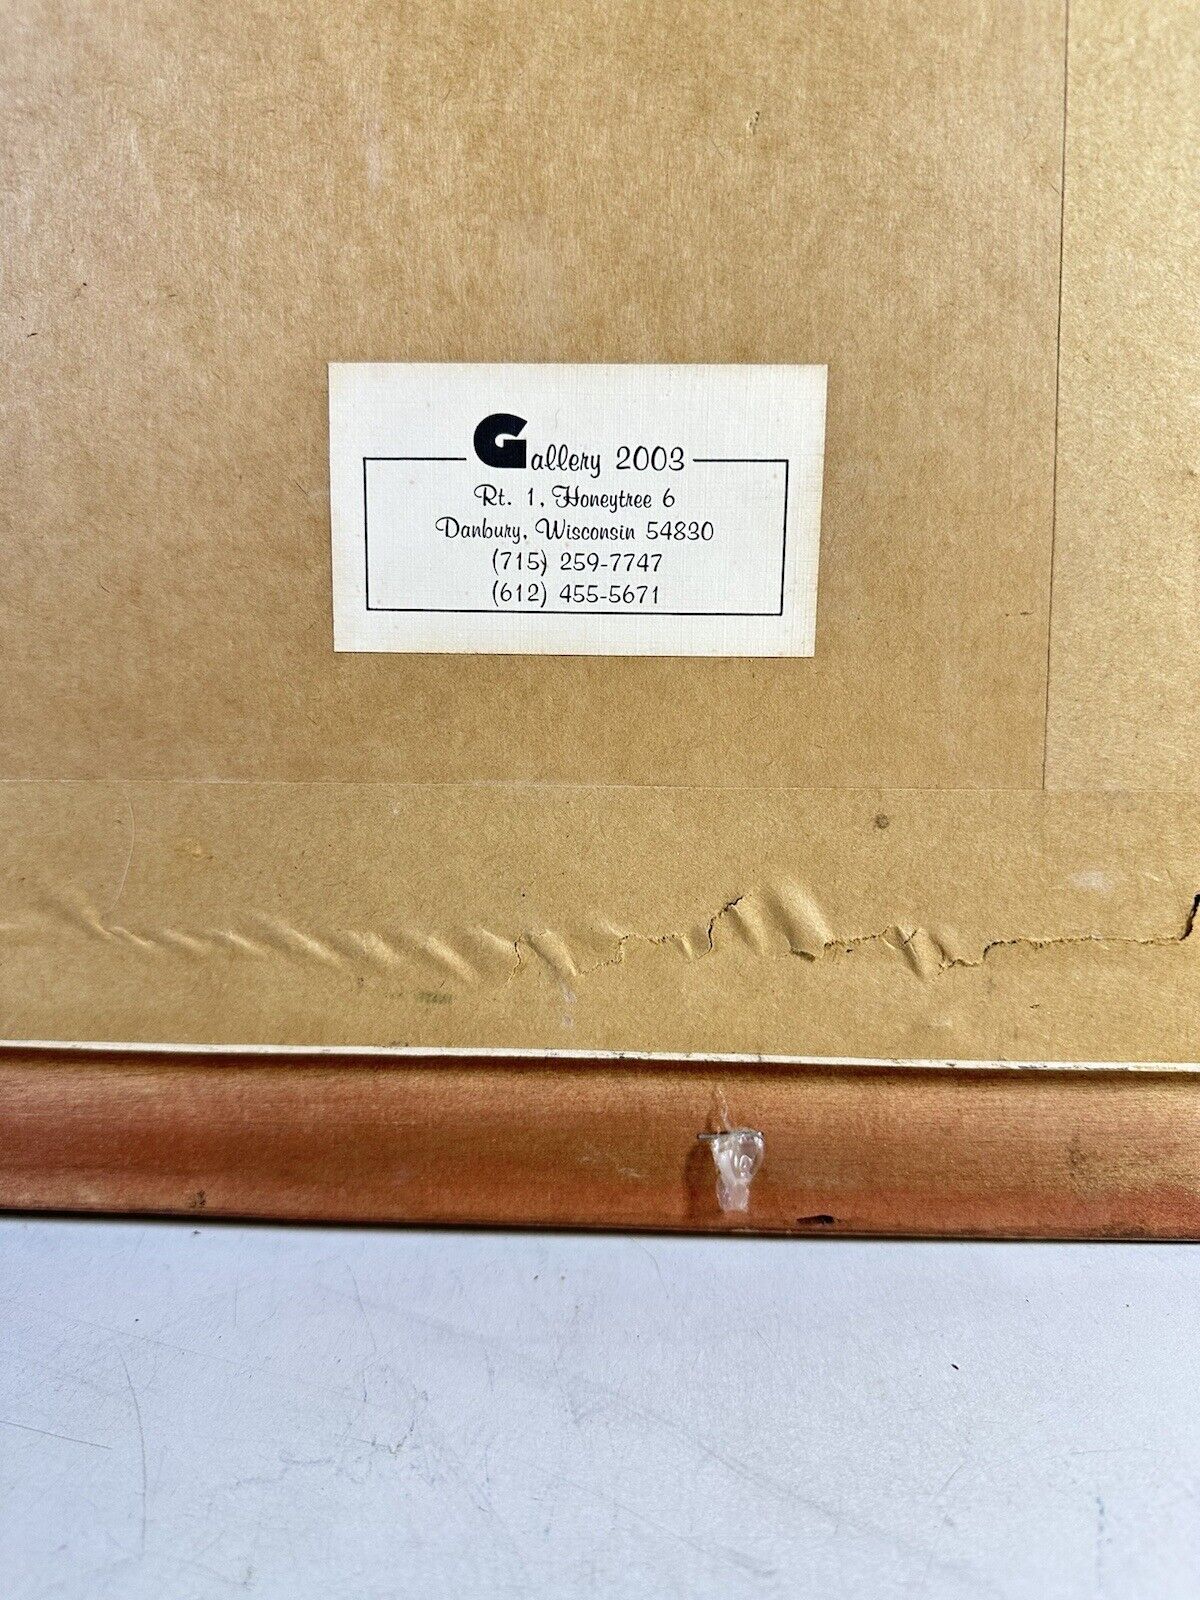 Gallery 2003
Rt. 1, Honeytree 6
Danbury, Wisconsin 54830
(715) 259-7747
(612) 455-5671